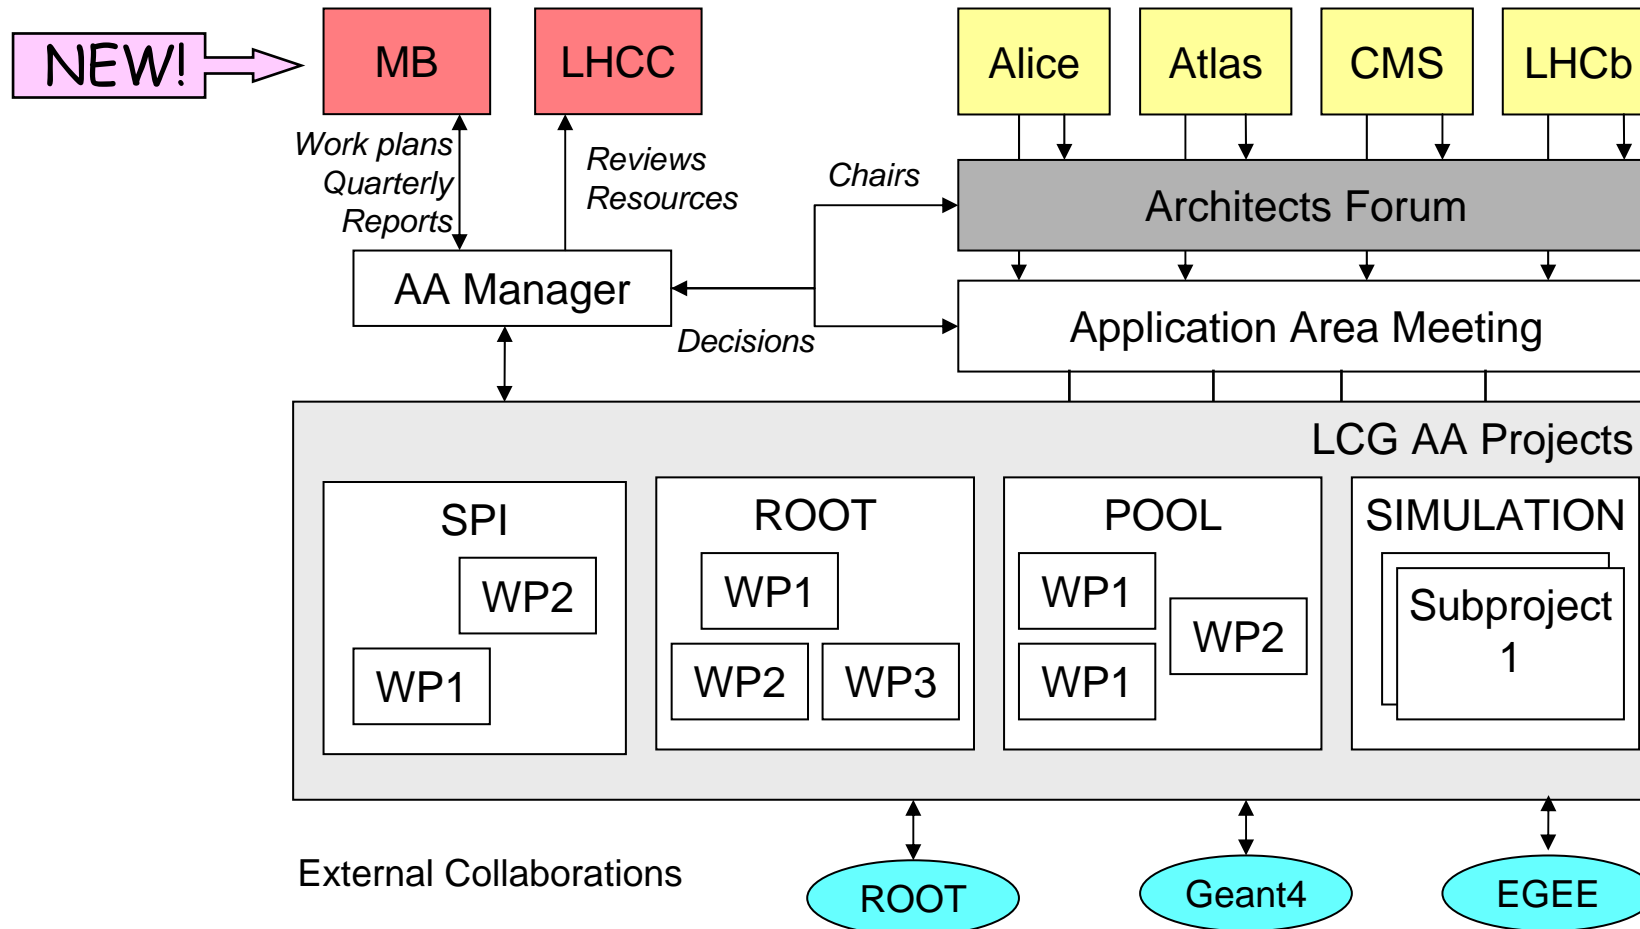 NEW!
MB
LHCC
Alice
Atlas
CMS
LHCb
Work plans
Quarterly
Reports
Reviews
Resources
Chairs
Architects Forum
AA Manager
Decisions
Application Area Meeting
LCG AA Projects
SPI
WP2
WP1
ROOT
WP1
WP2
WP3
POOL
WP1
WP2
WP1
SIMULATION
Subproject
1
External Collaborations
ROOT
Geant4
EGEE